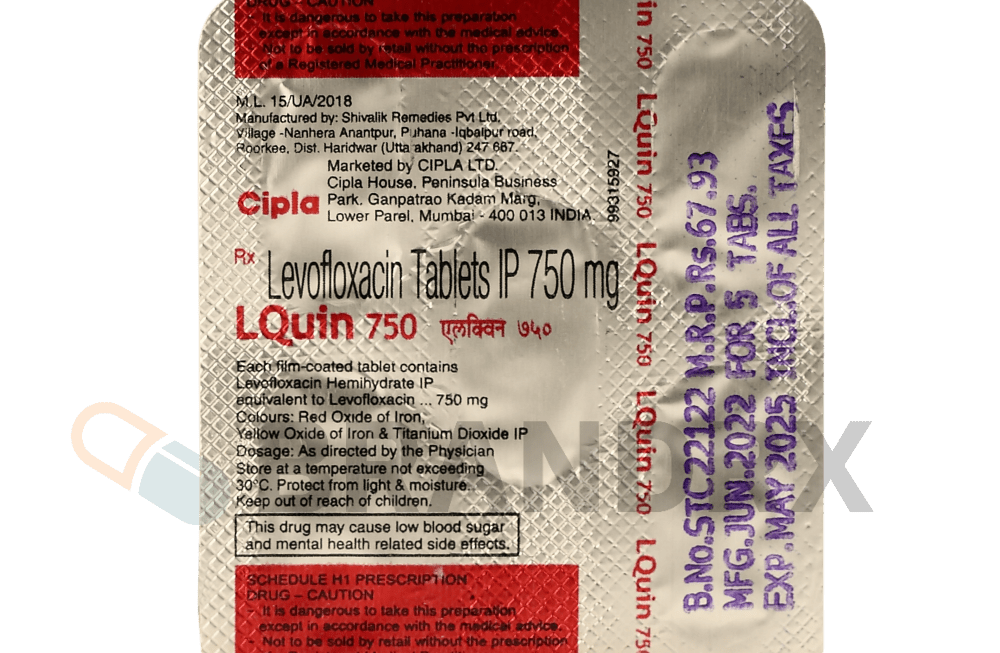 DRUG – CAUTION
- It is dangerous to take this preparation
except in accordance with the medical advice.
- Not to be sold by retail without the prescription
of a Registered Medical Practitioner.
M.L. 15/UA/2018
Manufactured by: Shivalik Remedies Pvt Ltd.
Village -Nanhera Anantpur, Puhana -Iqbalpur road,
Roorkee, Dist. Haridwar (Utta akhand) 247 667.
Marketed by CIPLA LTD.
Cipla House, Peninsula Business
Park, Ganpatrao Kadam Marg,
Lower Parel, Mumbai - 400 013 INDIA.
Cipla
99315927
Rx
Levofloxacin Tablets IP 750 mg
LQuin 750 एलक्विन ७५०
Each film-coated tablet contains
Levofloxacin Hemihydrate IP
equivalent to Levofloxacin ... 750 mg
Colours: Red Oxide of Iron,
Yellow Oxide of Iron & Titanium Dioxide IP
Dosage: As directed by the Physician
Store at a temperature not exceeding
30°C. Protect from light & moisture.
Keep out of reach of children.
This drug may cause low blood sugar
and mental health related side effects.
SCHEDULE H1 PRESCRIPTION
DRUG – CAUTION
- It is dangerous to take this preparation
except in accordance with the medical advice.
- Not to be sold by retail without the prescription
in 750
LQuin 750
LQuin 750
LQuin 750
LQuin 750
B.No.STC22122 M.R.P.Rs.67.93
MFG.JUN.2022 FOR 5 TABS.
EXP.MAY 2025 INCL.OF ALL TAXES